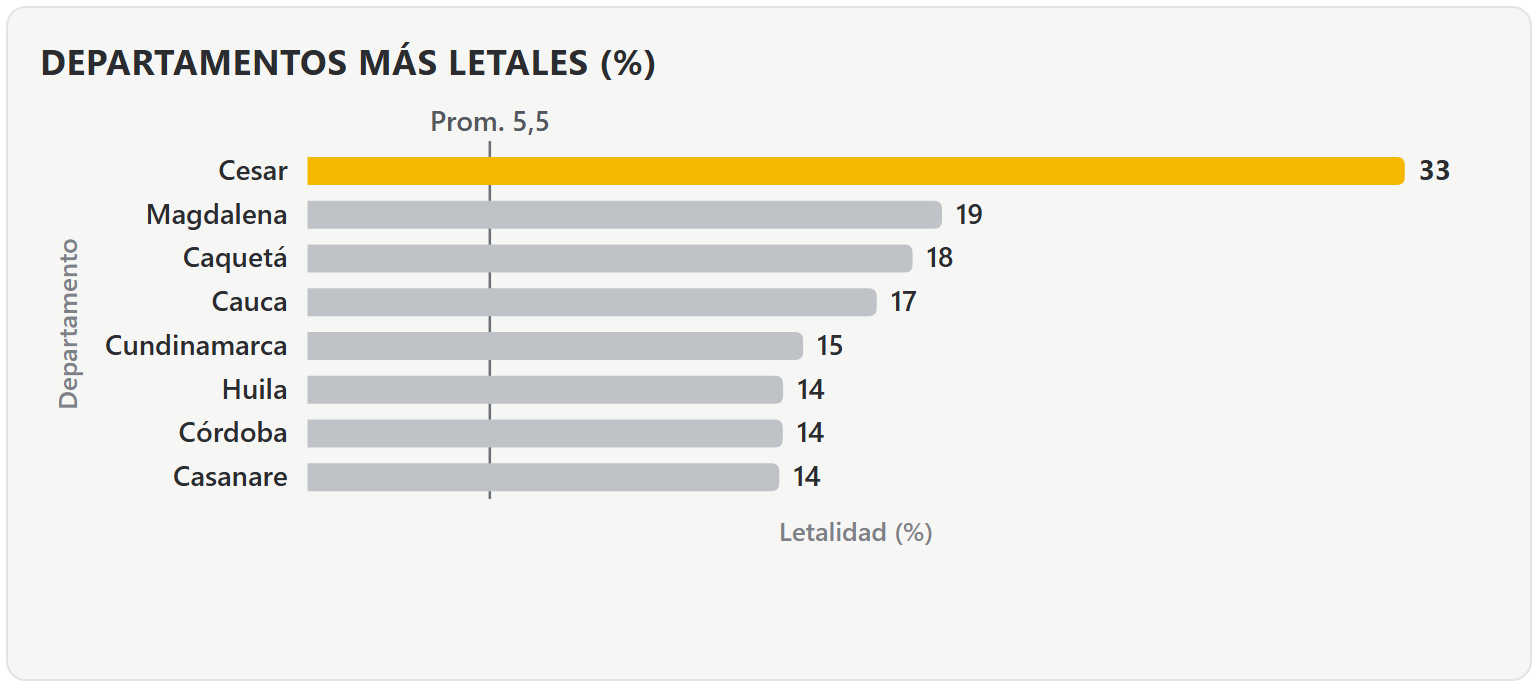 DEPARTAMENTOS MÁS LETALES (%)
Prom. 5,5
Departamento
Cesar 33
Magdalena 19
Caquetá 18
Cauca 17
Cundinamarca 15
Huila 14
Córdoba 14
Casanare 14
Letalidad (%)